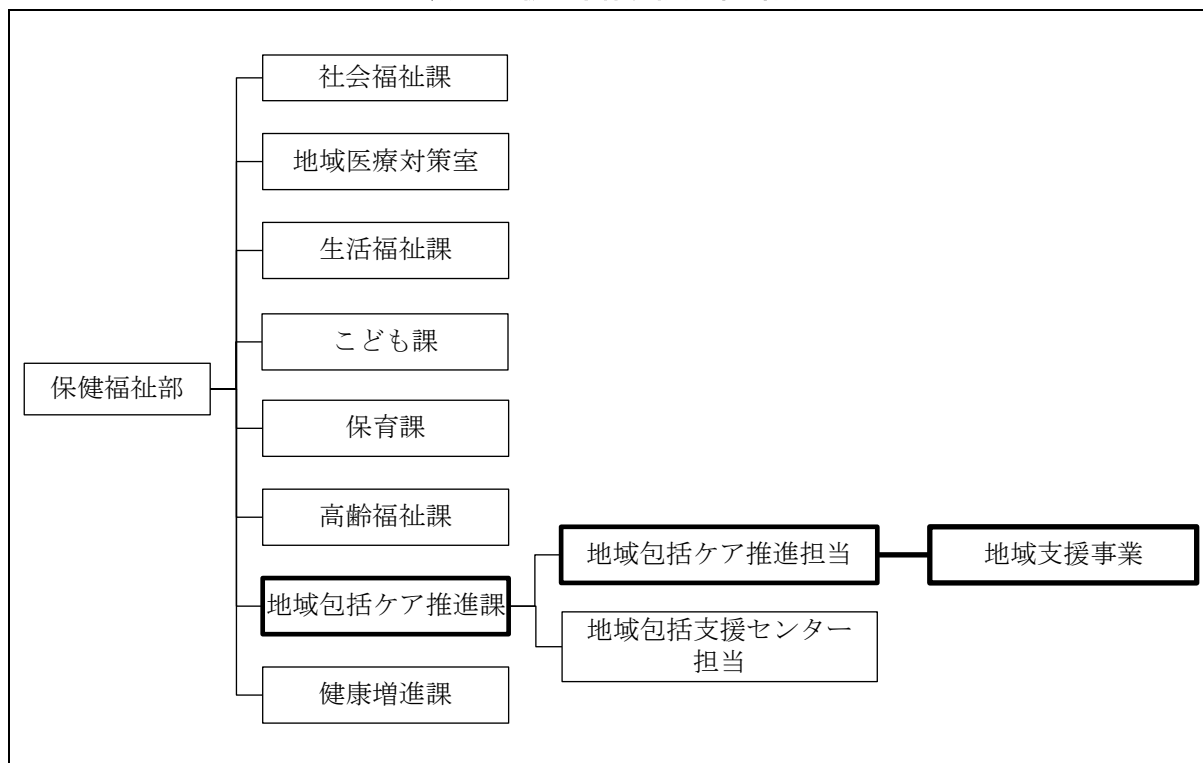 社会福祉課
地域医療対策室
生活福祉課
こども課
保健福祉部
保育課
高齢福祉課
地域包括ケア推進課
地域包括ケア推進担当
地域支援事業
地域包括支援センター
担当
健康増進課